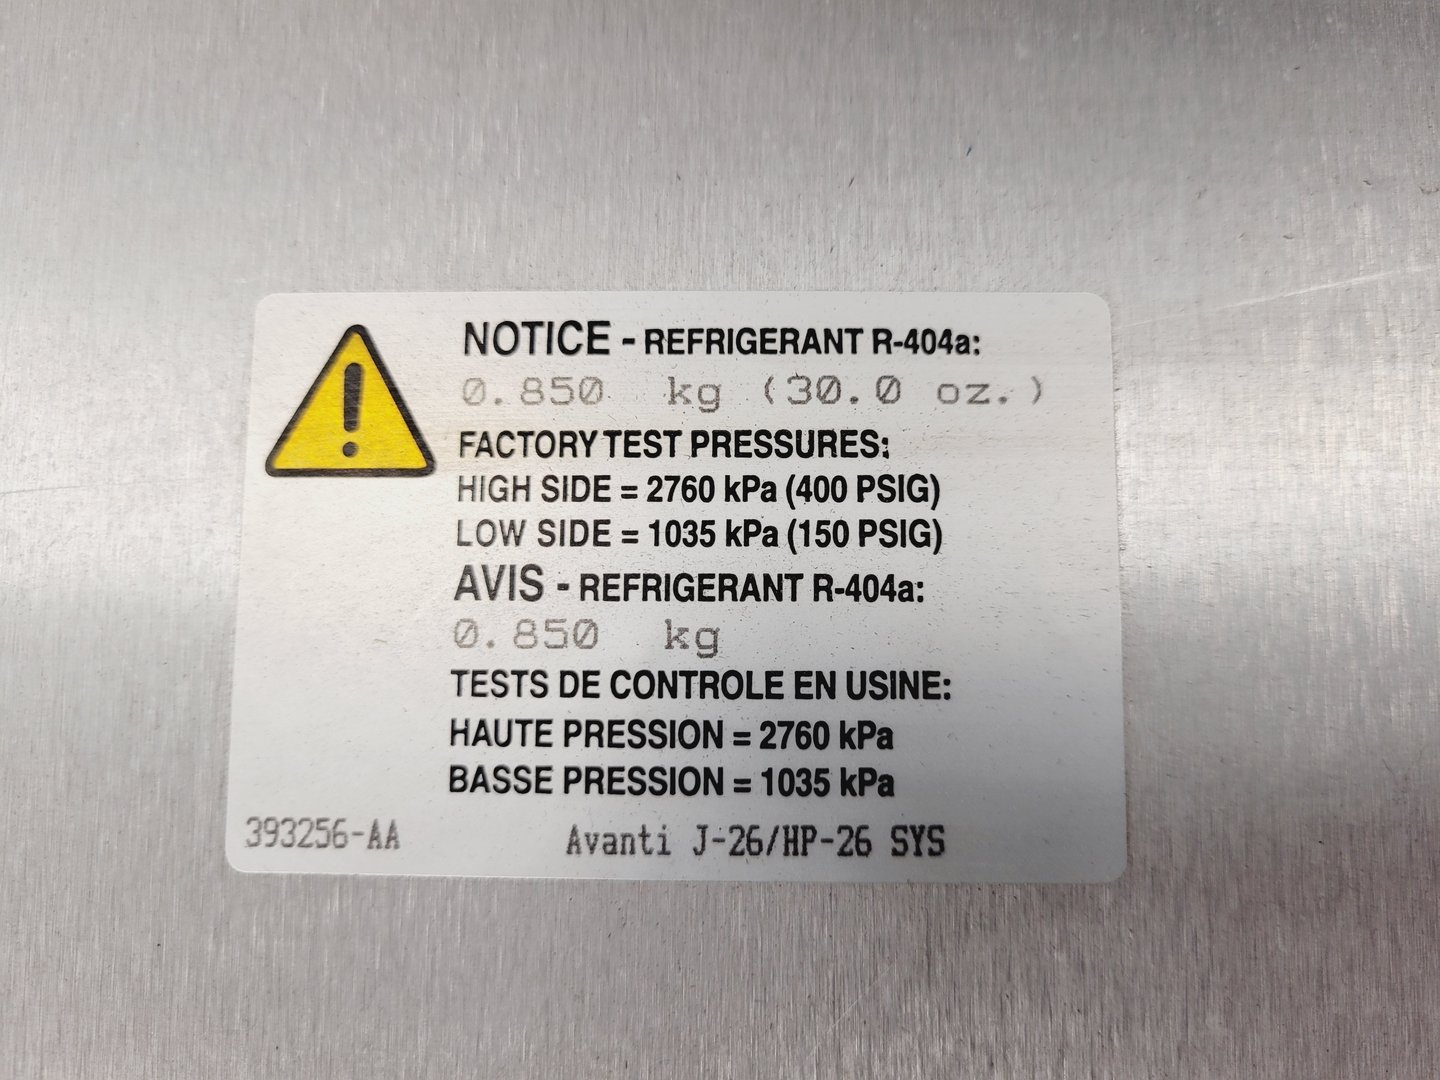 NOTICE - REFRIGERANT R-404a:
0.850 kg (30.0 oz.)
FACTORY TEST PRESSURES:
HIGH SIDE = 2760 kPa (400 PSIG)
LOW SIDE = 1035 kPa (150 PSIG)
AVIS - REFRIGERANT R-404a:
0.850 kg
TESTS DE CONTROLE EN USINE:
HAUTE PRESSION = 2760 kPa
BASSE PRESSION = 1035 kPa
393256-AA Avanti J-26/HP-26 SYS